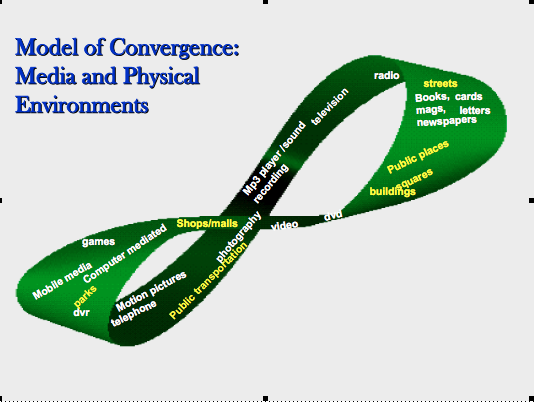 Model of Convergence:
Media and Physical
Environments
radio
streets
Books, cards
mags, letters
newspapers
television
Mp3 player /sound
recording
Public places
squares
buildings
dvd
video
photography
Shops/malls
Public transportation
games
Computer mediated
Mobile media
parks
dvr
Motion pictures
telephone